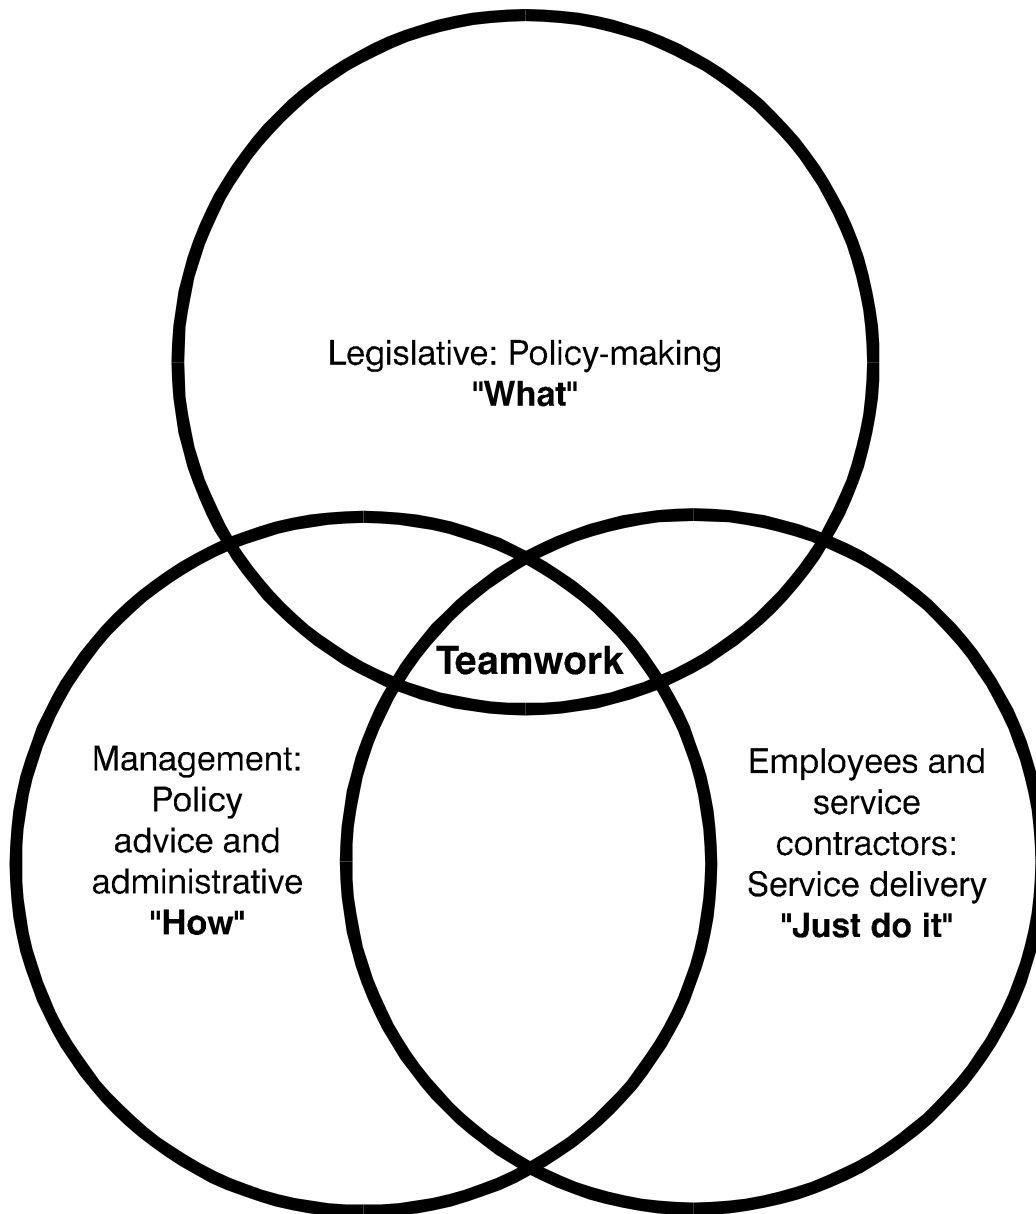 Legislative: Policy-making
"What"
Teamwork
Management:
Policy
advice and
administrative
"How"
Employees and
service
contractors:
Service delivery
"Just do it"